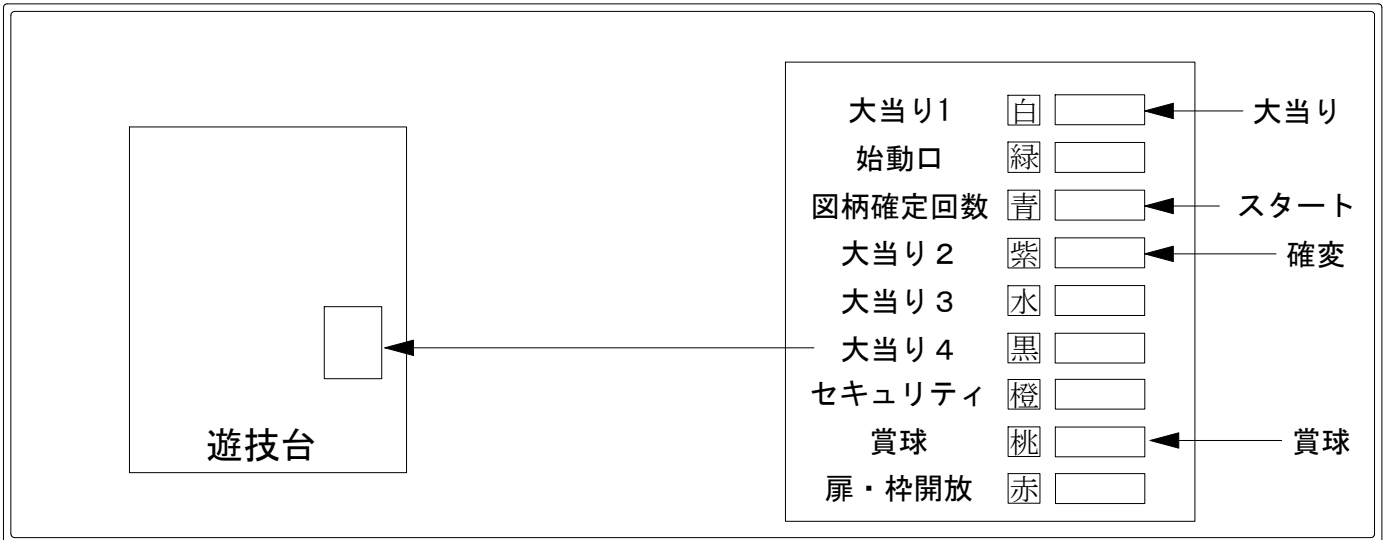 大当り1 白 大当り
始動口 緑
図柄確定回数 青 スタート
大当り２ 紫 確変
大当り３ 水
大当り４ 黒
セキュリティ 橙
賞球 桃 賞球
扉・枠開放 赤
遊技台